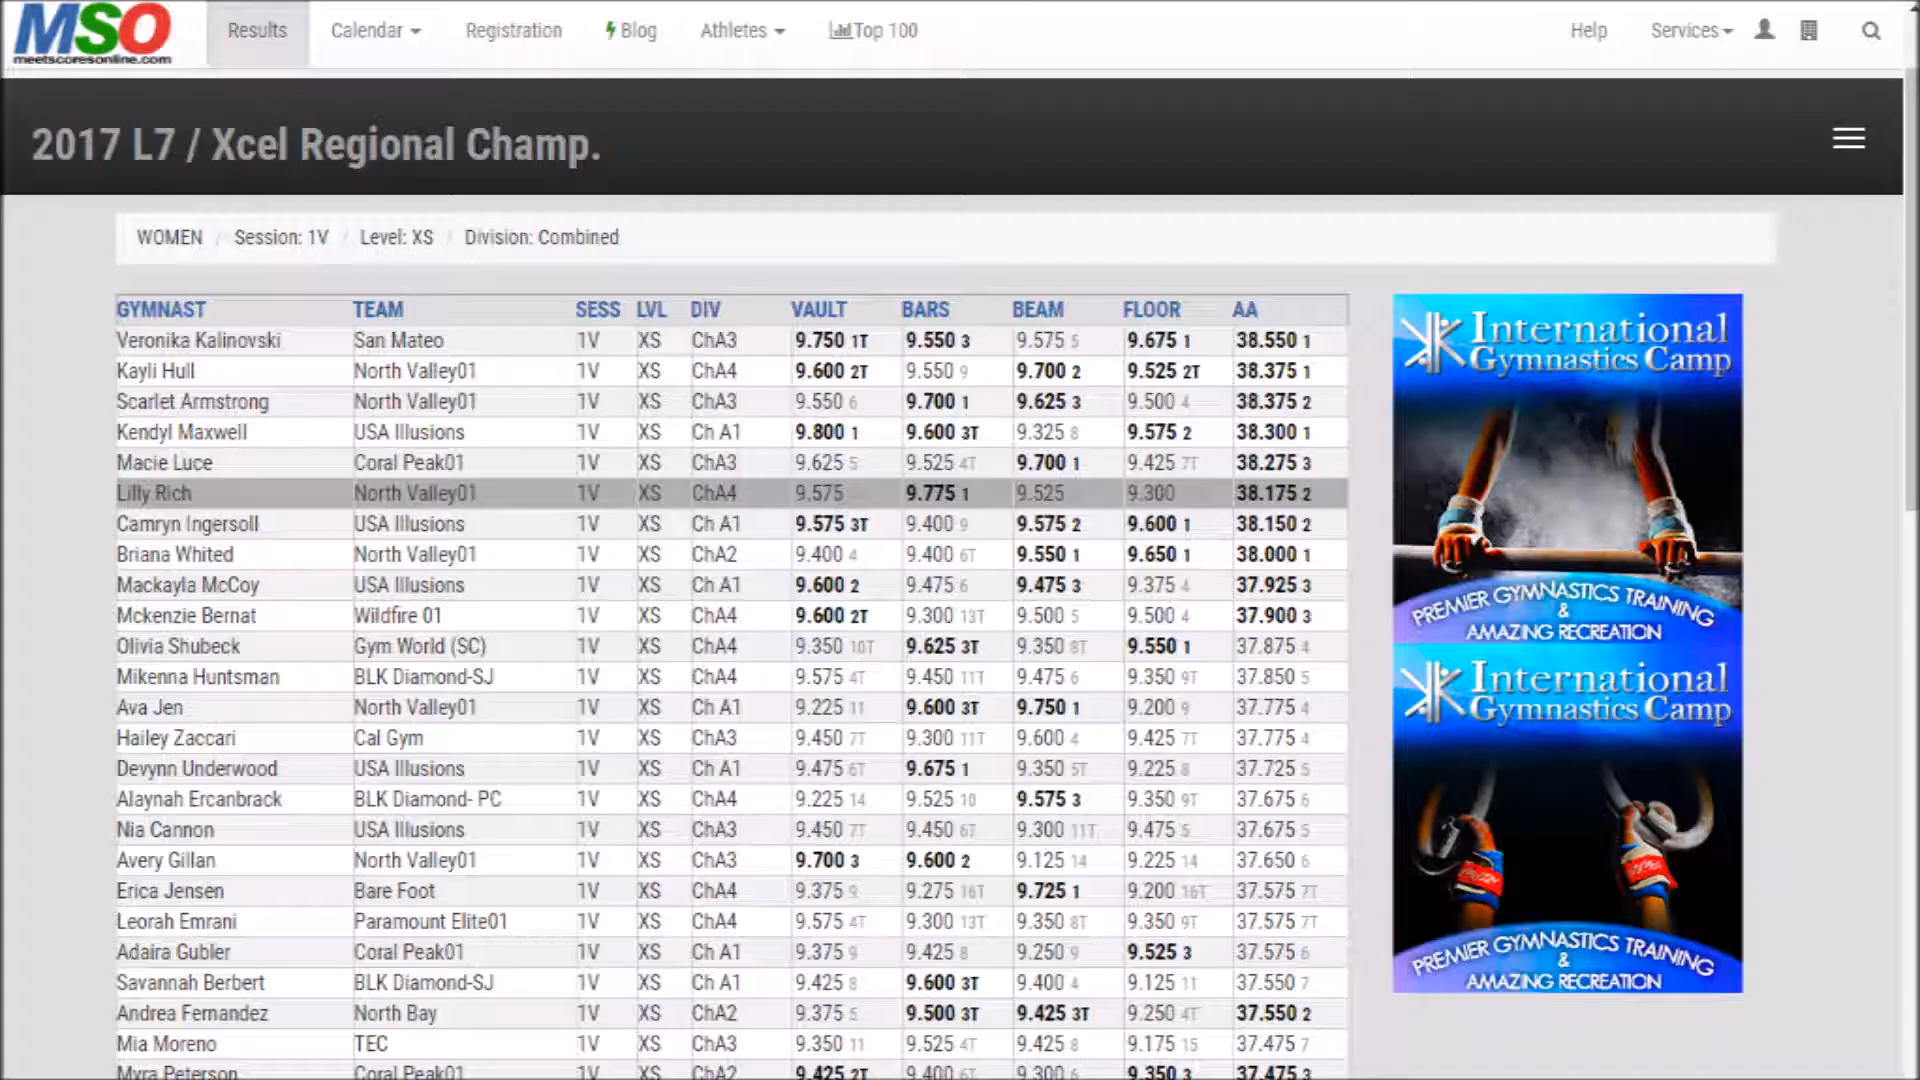 MSO
meetscoresonline.com
Results Calendar Registration Blog Athletes Top 100 Help Services
2017 L7 / Xcel Regional Champ.
WOMEN / Session: 1V / Level: XS / Division: Combined
GYMNAST TEAM SESS LVL DIV VAULT BARS BEAM FLOOR AA
Veronika Kalinovski San Mateo 1V XS ChA3 9.750 1T 9.550 3 9.575 5 9.675 1 38.550 1
Kayli Hull North Valley01 1V XS ChA4 9.600 2T 9.550 9 9.700 2 9.525 2T 38.375 1
Scarlet Armstrong North Valley01 1V XS ChA3 9.550 6 9.700 1 9.625 3 9.500 4 38.375 2
Kendyl Maxwell USA Illusions 1V XS Ch A1 9.800 1 9.600 3T 9.325 8 9.575 2 38.300 1
Macie Luce Coral Peak01 1V XS ChA3 9.625 5 9.525 4T 9.700 1 9.425 7T 38.275 3
Lilly Rich North Valley01 1V XS ChA4 9.575 9.775 1 9.525 9.300 38.175 2
Camryn Ingersoll USA Illusions 1V XS Ch A1 9.575 3T 9.400 9 9.575 2 9.600 1 38.150 2
Briana Whited North Valley01 1V XS ChA2 9.400 4 9.400 6T 9.550 1 9.650 1 38.000 1
Mackayla McCoy USA Illusions 1V XS Ch A1 9.600 2 9.475 6 9.475 3 9.375 4 37.925 3
Mckenzie Bernat Wildfire 01 1V XS ChA4 9.600 2T 9.300 13T 9.500 5 9.500 4 37.900 3
Olivia Shubeck Gym World (SC) 1V XS ChA4 9.350 10T 9.625 3T 9.350 8T 9.550 1 37.875 4
Mikenna Huntsman BLK Diamond-SJ 1V XS ChA4 9.575 4T 9.450 11T 9.475 6 9.350 9T 37.850 5
Ava Jen North Valley01 1V XS Ch A1 9.225 11 9.600 3T 9.750 1 9.200 9 37.775 4
Hailey Zaccari Cal Gym 1V XS ChA3 9.450 7T 9.300 11T 9.600 4 9.425 7T 37.775 4
Devynn Underwood USA Illusions 1V XS Ch A1 9.475 6T 9.675 1 9.350 5T 9.225 8 37.725 5
Alaynah Ercanbrack BLK Diamond- PC 1V XS ChA4 9.225 14 9.525 10 9.575 3 9.350 9T 37.675 6
Nia Cannon USA Illusions 1V XS ChA3 9.450 7T 9.450 6T 9.300 11T 9.475 5 37.675 5
Avery Gillan North Valley01 1V XS ChA3 9.700 3 9.600 2 9.125 14 9.225 14 37.650 6
Erica Jensen Bare Foot 1V XS ChA4 9.375 9 9.275 16T 9.725 1 9.200 16T 37.575 7T
Leorah Emrani Paramount Elite01 1V XS ChA4 9.575 4T 9.300 13T 9.350 8T 9.350 9T 37.575 7T
Adaira Gubler Coral Peak01 1V XS Ch A1 9.375 9 9.425 8 9.250 9 9.525 3 37.575 6
Savannah Berbert BLK Diamond-SJ 1V XS Ch A1 9.425 8 9.600 3T 9.400 4 9.125 11 37.550 7
Andrea Fernandez North Bay 1V XS ChA2 9.375 5 9.500 3T 9.425 3T 9.250 4T 37.550 2
Mia Moreno TEC 1V XS ChA3 9.350 11 9.525 4T 9.425 8 9.175 15 37.475 7
Myra Peterson Coral Peak01 1V XS ChA2 9.425 2T 9.400 6T 9.300 6 9.350 3 37.475 3
International
Gymnastics Camp
PREMIER GYMNASTICS TRAINING
&
AMAZING RECREATION
International
Gymnastics Camp
PREMIER GYMNASTICS TRAINING
&
AMAZING RECREATION